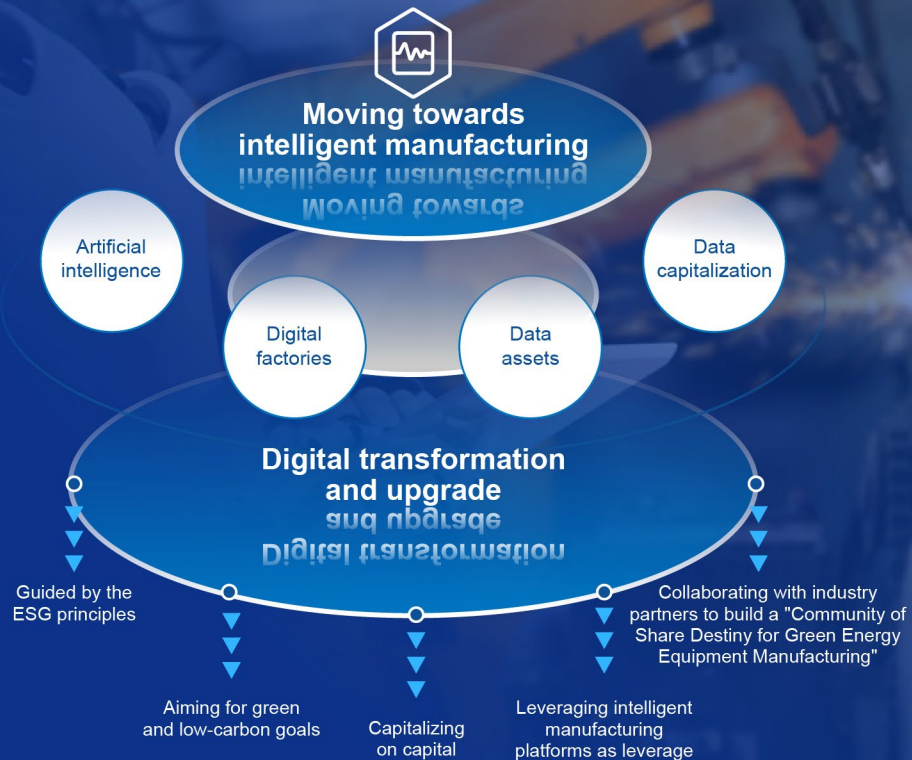 Moving towards
intelligent manufacturing
Artificial
intelligence
Data
capitalization
Digital
factories
Data
assets
Digital transformation
and upgrade
Guided by the
ESG principles
Aiming for green
and low-carbon goals
Capitalizing
on capital
Leveraging intelligent
manufacturing
platforms as leverage
Collaborating with industry
partners to build a "Community of
Share Destiny for Green Energy
Equipment Manufacturing"